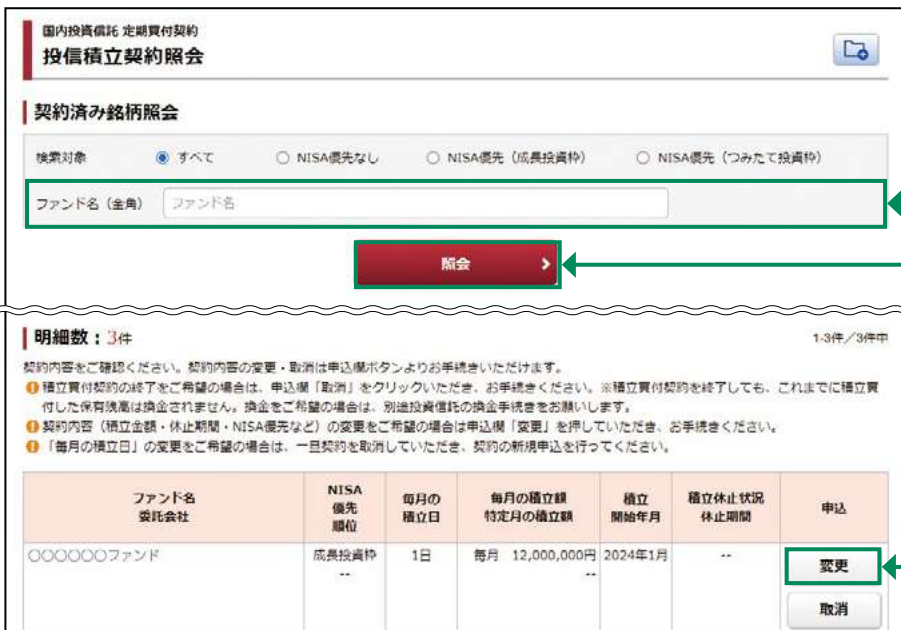 国内投資信託 定期買付契約
投信積立契約照会
契約済み銘柄照会
検索対象 すべて NISA優先なし NISA優先（成長投資枠） NISA優先（つみたて投資枠）
ファンド名（全角） ファンド名
照会
明細数：3件 1-3件／3件中
契約内容をご確認ください。契約内容の変更・取消は申込欄ボタンよりお手続きいただけます。
積立買付契約の終了をご希望の場合は、申込欄「取消」をクリックいただき、お手続きください。※積立買付契約を終了しても、これまでに積立買
付した保有残高は換金されません。換金をご希望の場合は、別途投資信託の換金手続きをお願いします。
契約内容（積立金額・休止期間・NISA優先など）の変更をご希望の場合は申込欄「変更」を押していただき、お手続きください。
「毎月の積立日」の変更をご希望の場合は、一旦契約を取消していただき、契約の新規申込を行ってください。
ファンド名
委託会社
NISA
優先
順位
毎月の
積立日
毎月の積立額
特定月の積立額
積立
開始年月
積立休止状況
休止期間
申込
○○○○○○ファンド 成長投資枠 1日 毎月 12,000,000円 2024年1月 --
-- --
変更
取消